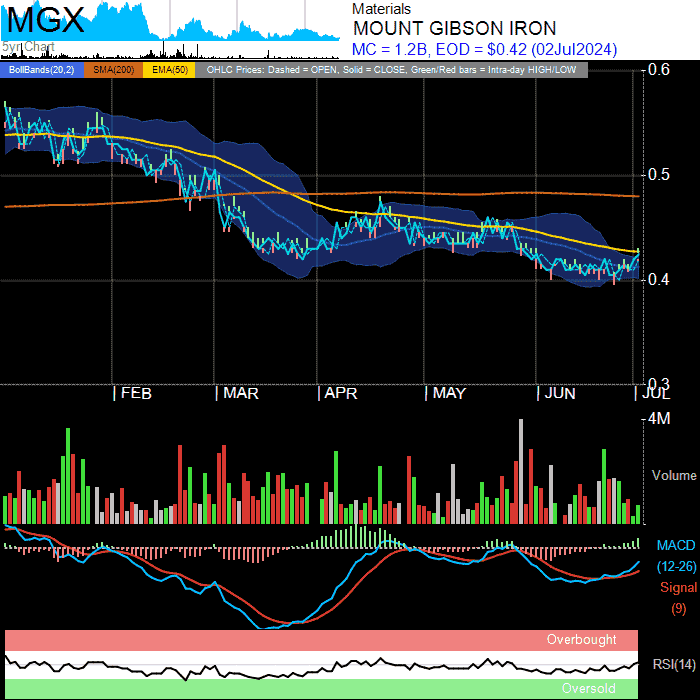 MGX
5yr Chart
Materials
MOUNT GIBSON IRON
MC = 1.2B, EOD = $0.42 (02Jul2024)
BollBands(20,2) SMA(200) EMA(50) OHLC Prices: Dashed = OPEN, Solid = CLOSE, Green/Red bars = Intra-day HIGH/LOW
0.6
0.5
0.4
0.3
FEB MAR APR MAY JUN JUL
4M
Volume
MACD
(12-26)
Signal
(9)
Overbought
RSI(14)
Oversold